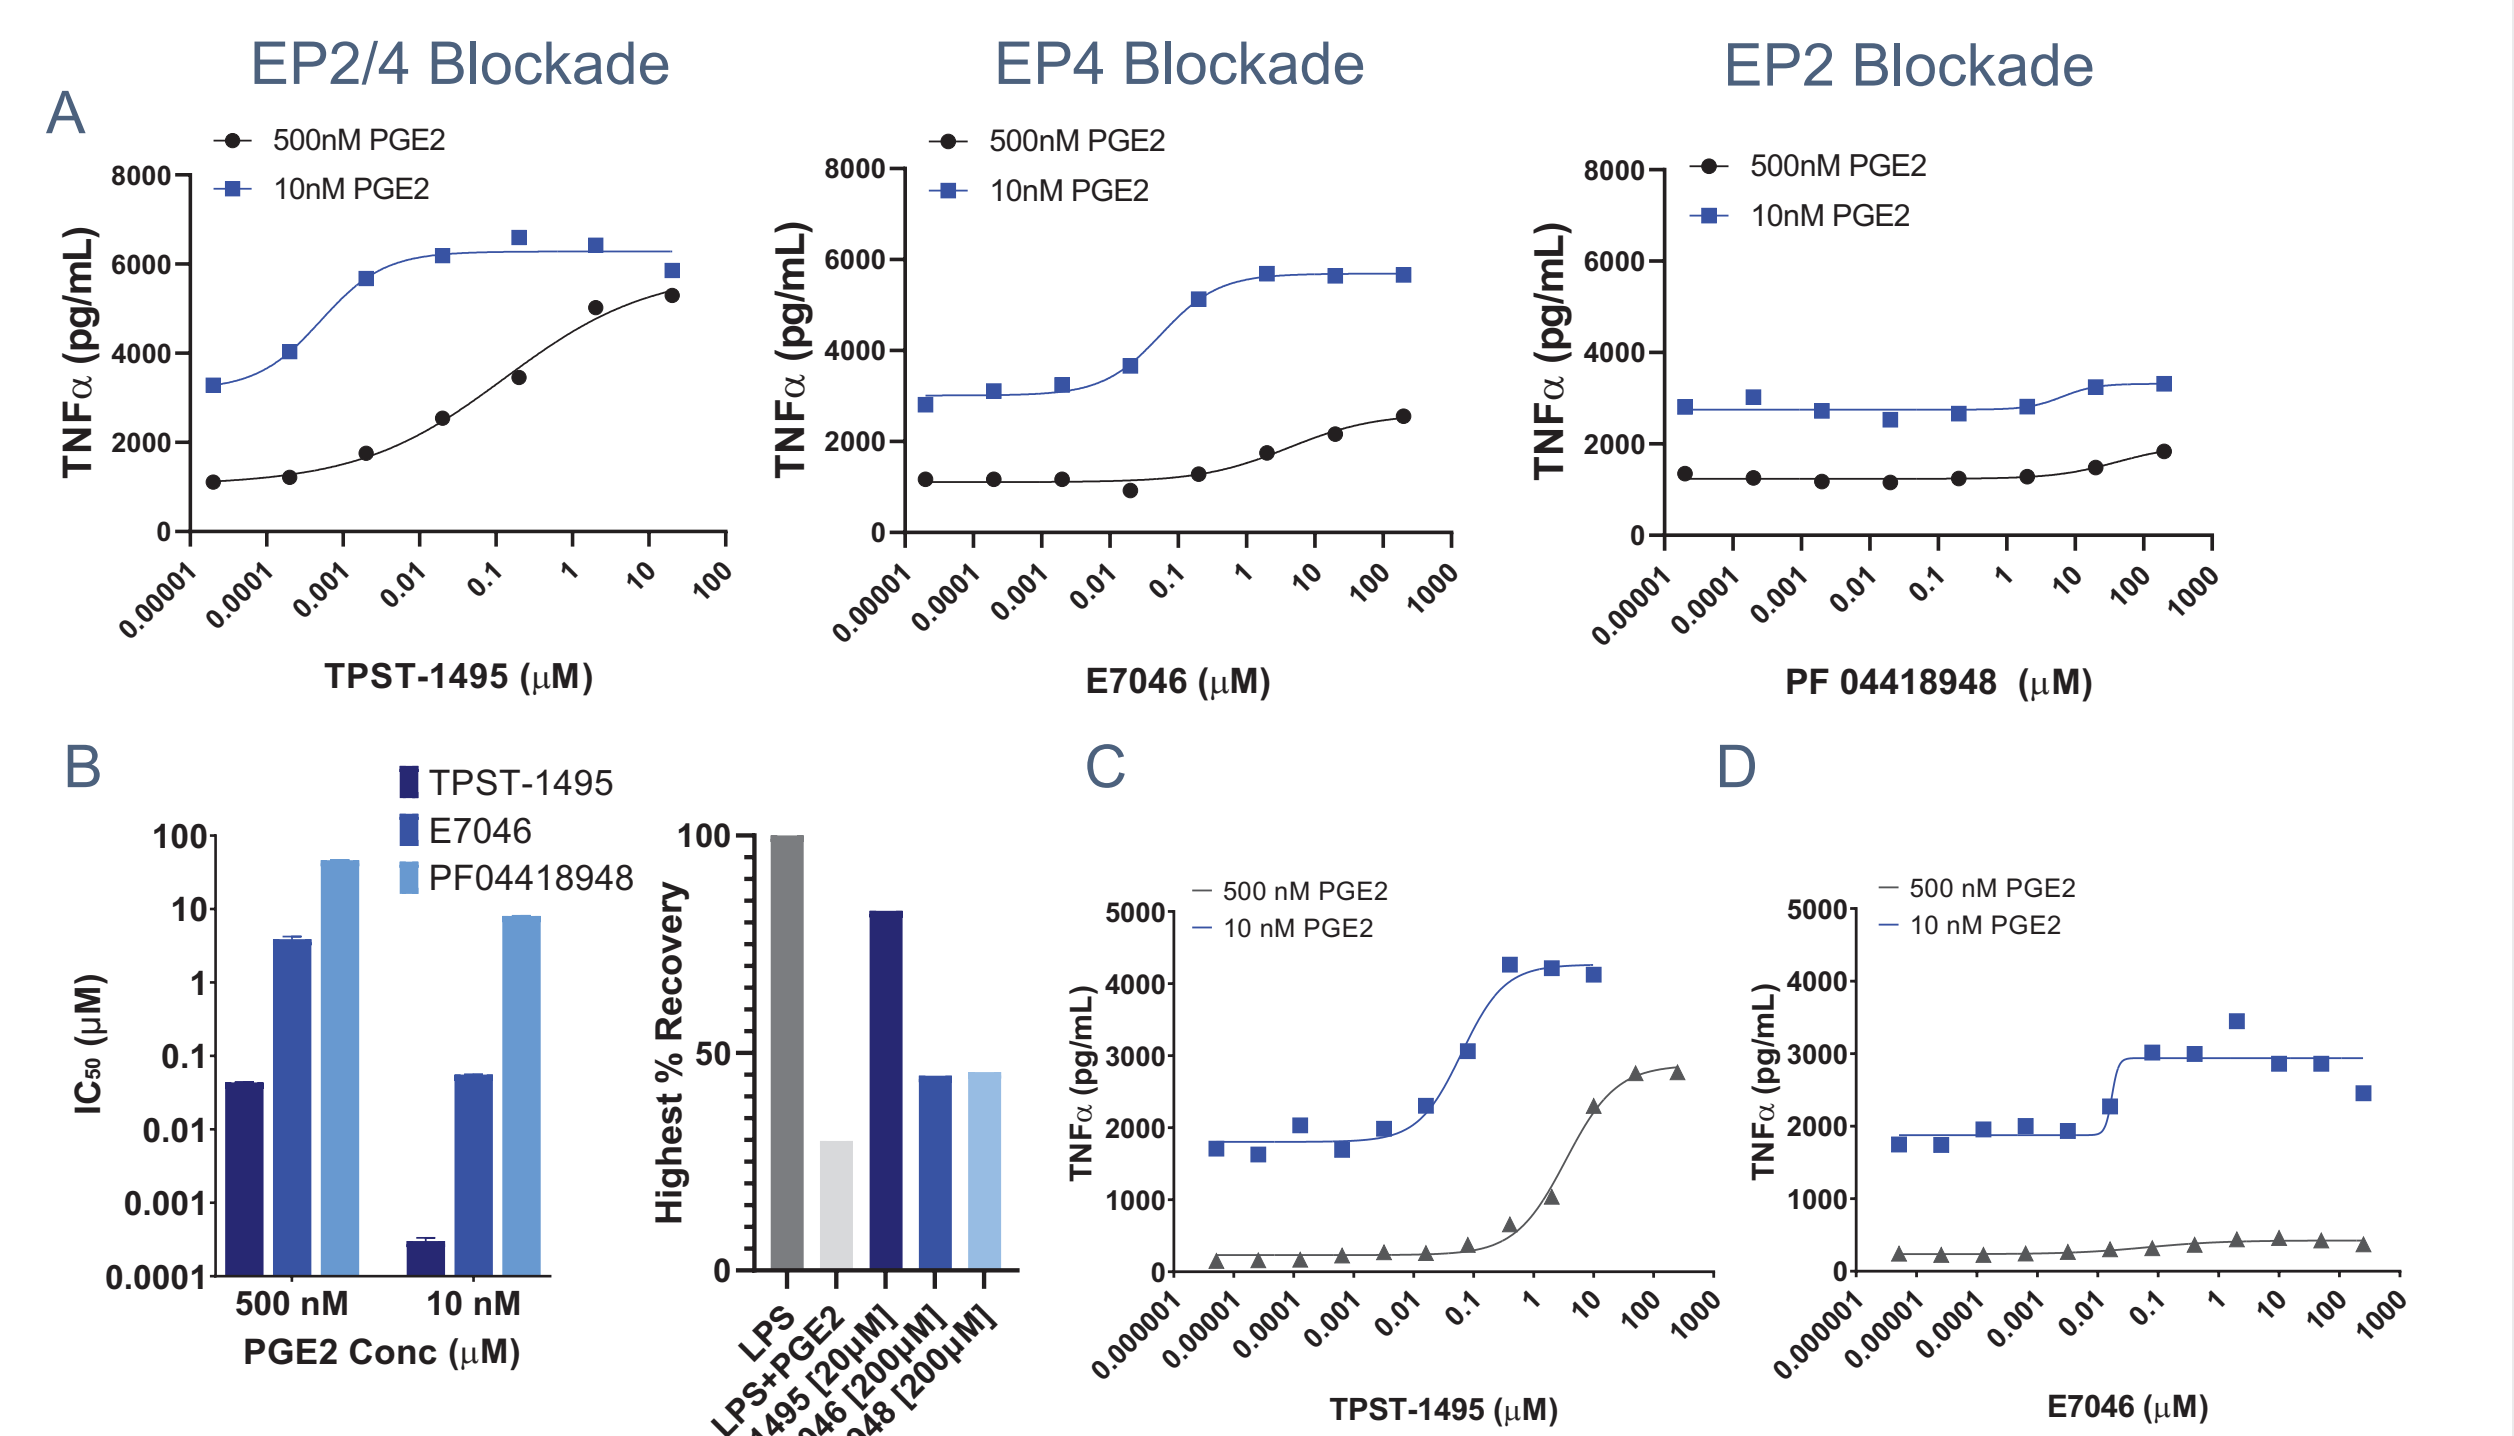 EP2/4 Blockade
EP4 Blockade
EP2 Blockade
A
500nM PGE2
10nM PGE2
8000
6000
4000
2000
0
TNFα (pg/mL)
0.00001
0.0001
0.001
0.01
0.1
1
10
100
TPST-1495 (μM)
500nM PGE2
10nM PGE2
8000
6000
4000
2000
0
TNFα (pg/mL)
0.00001
0.0001
0.001
0.01
0.1
1
10
100
1000
E7046 (μM)
500nM PGE2
10nM PGE2
8000
6000
4000
2000
0
TNFα (pg/mL)
0.00001
0.0001
0.001
0.01
0.1
1
10
100
1000
PF 04418948 (μM)
B
TPST-1495
E7046
PF04418948
100
10
1
0.1
0.01
0.001
0.0001
IC50 (μM)
500 nM
10 nM
PGE2 Conc (μM)
100
50
0
Highest % Recovery
LPS
LPS+PGE2
1495 [20μM]
046 [200μM]
948 [200μM]
C
500 nM PGE2
10 nM PGE2
5000
4000
3000
2000
1000
0
TNFα (pg/mL)
0.000001
0.00001
0.0001
0.001
0.01
0.1
1
10
100
1000
TPST-1495 (μM)
D
500 nM PGE2
10 nM PGE2
5000
4000
3000
2000
1000
0
TNFα (pg/mL)
0.000001
0.00001
0.0001
0.001
0.01
0.1
1
10
100
1000
E7046 (μM)